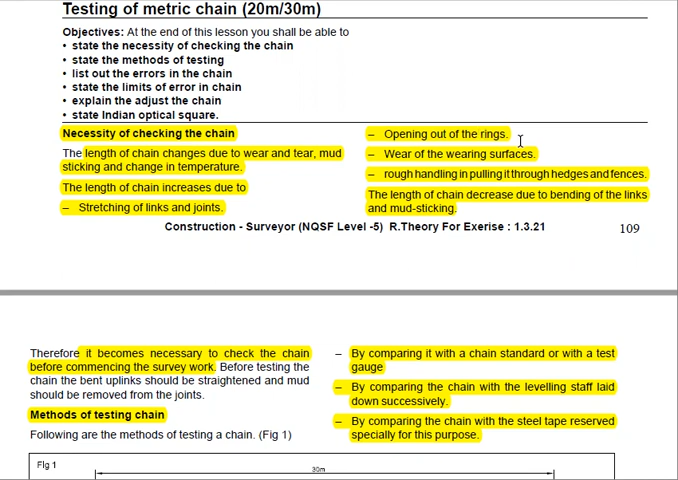 Testing of metric chain (20m/30m)
Objectives: At the end of this lesson you shall be able to
• state the necessity of checking the chain
• state the methods of testing
• list out the errors in the chain
• state the limits of error in chain
• explain the adjust the chain
• state Indian optical square.
Necessity of checking the chain
The length of chain changes due to wear and tear, mud
sticking and change in temperature.
The length of chain increases due to
– Stretching of links and joints.
– Opening out of the rings.
– Wear of the wearing surfaces.
– rough handling in pulling it through hedges and fences.
The length of chain decrease due to bending of the links
and mud-sticking.
Construction - Surveyor (NQSF Level -5) R.Theory For Exerise : 1.3.21
109
Therefore it becomes necessary to check the chain
before commencing the survey work. Before testing the
chain the bent uplinks should be straightened and mud
should be removed from the joints.
Methods of testing chain
Following are the methods of testing a chain. (Fig 1)
– By comparing it with a chain standard or with a test
gauge
– By comparing the chain with the levelling staff laid
down successively.
– By comparing the chain with the steel tape reserved
specially for this purpose.
Fig 1
30m